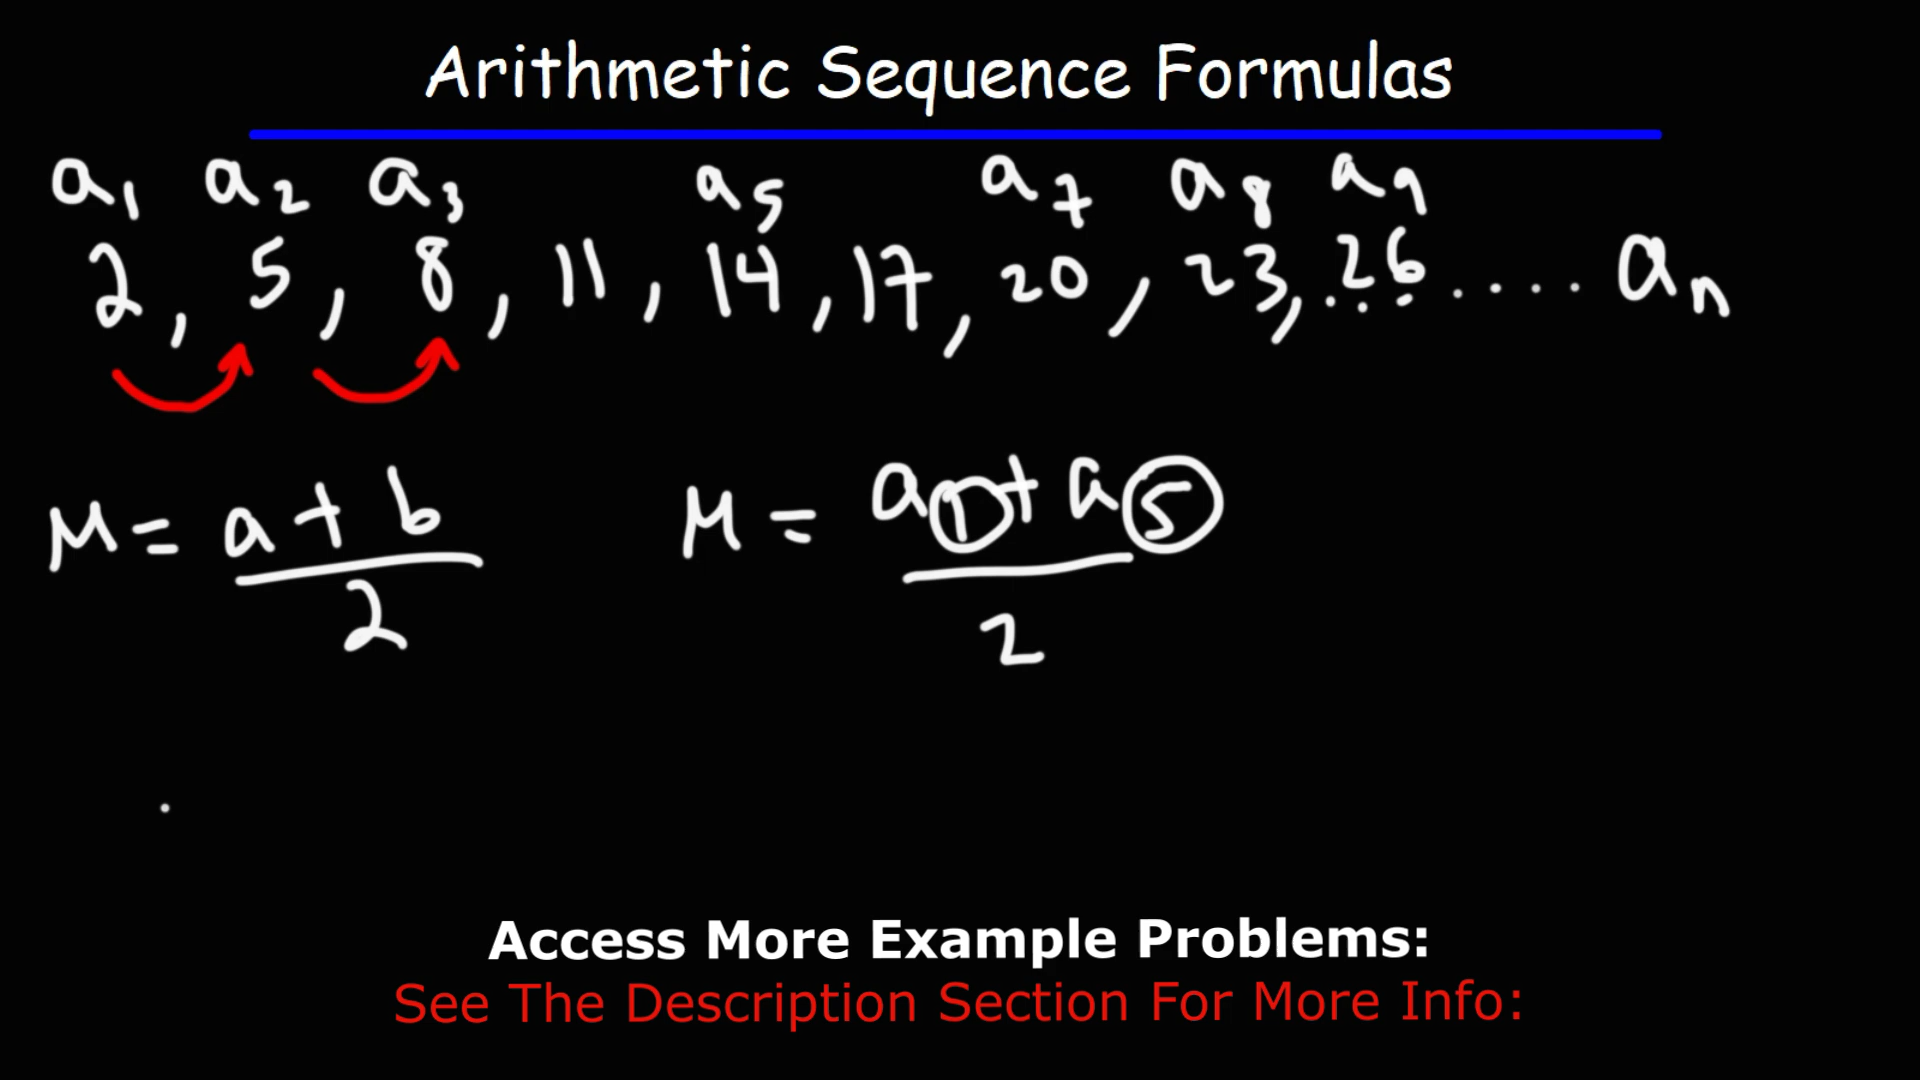 Arithmetic Sequence Formulas
a₁ a₂ a₃ a₅ a₇ a₈ a₉
2, 5, 8, 11, 14, 17, 20, 23, 26 .... aₙ
M = a + b / 2
M = a₁ + a₅ / 2
Access More Example Problems:
See The Description Section For More Info: